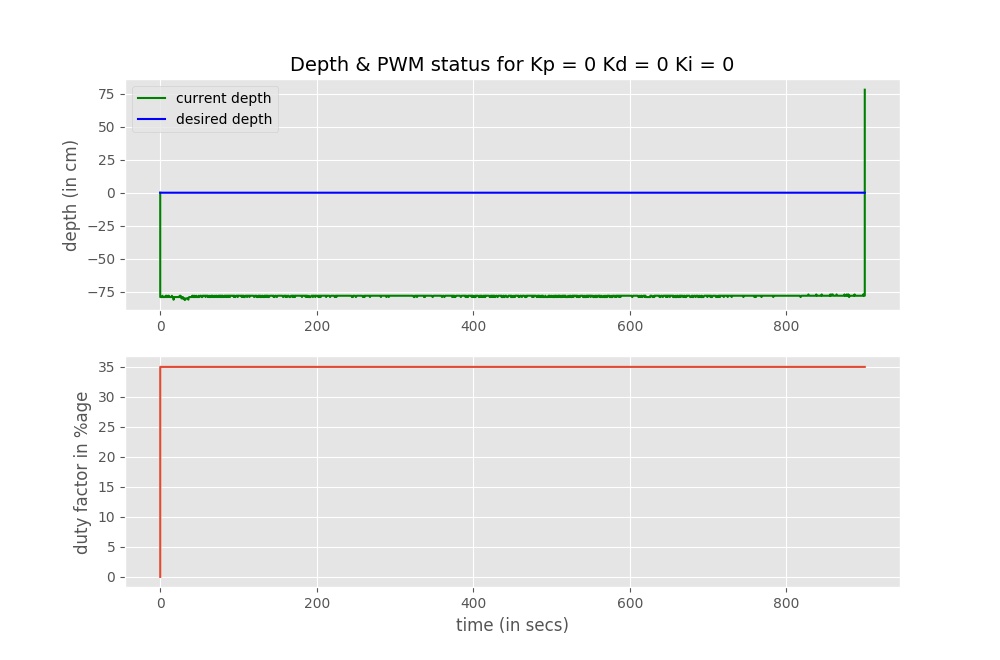 Depth & PWM status for Kp = 0 Kd = 0 Ki = 0
current depth
desired depth
depth (in cm)
75
50
25
0
−25
−50
−75
0 200 400 600 800
duty factor in %age
35
30
25
20
15
10
5
0
0 200 400 600 800
time (in secs)